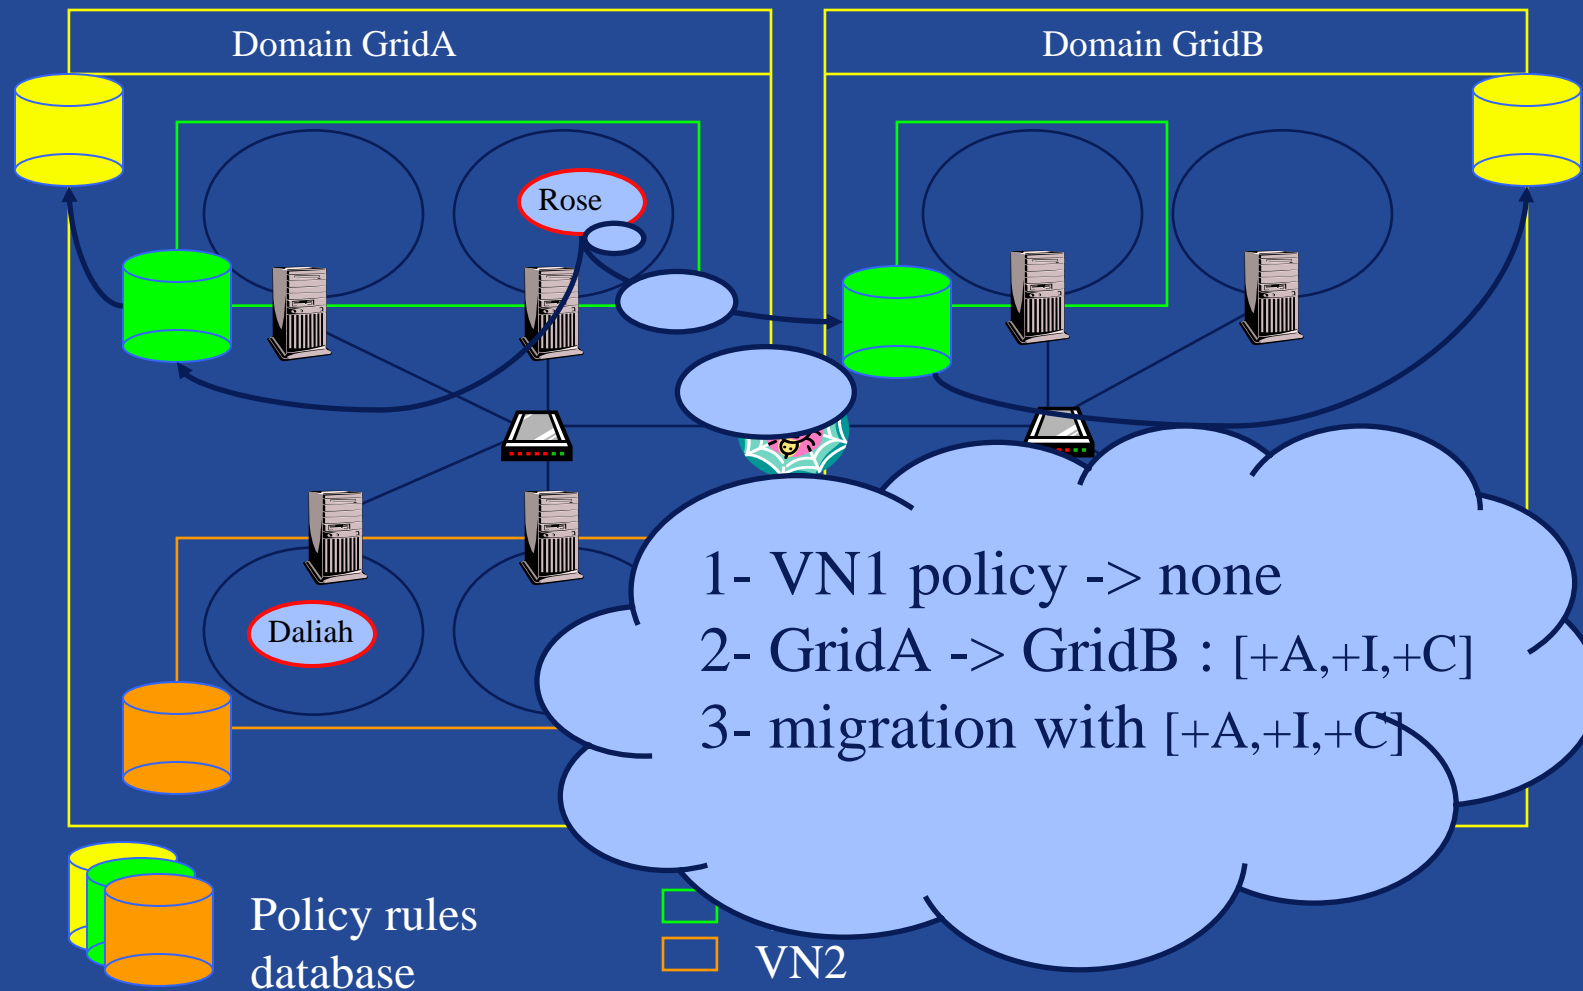 Domain GridA
Domain GridB
Rose
1- VN1 policy -> none
2- GridA -> GridB : [+A,+I,+C]
3- migration with [+A,+I,+C]
Daliah
Policy rules
database
VN2